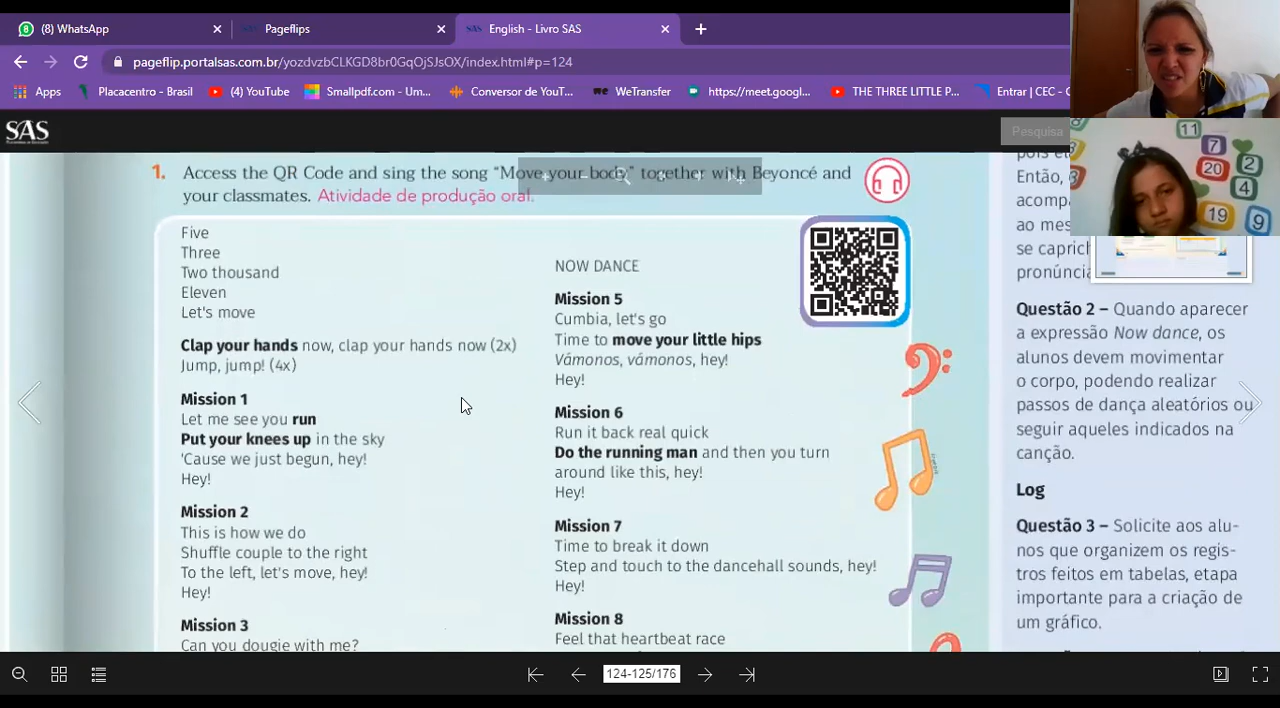 (8) WhatsApp
Pageflips
English - Livro SAS
pageflip.portalsas.com.br/yozdvzbCLKGD8br0GqOjSJsOX/index.html#p=124
Apps
Placacentro - Brasil
(4) YouTube
Smallpdf.com - Um...
Conversor de YouT...
we
WeTransfer
https://meet.googl...
THE THREE LITTLE P...
Entrar | CEC - C
SAS
Pesquisa
1. Access the QR Code and sing the song “Move your body” together with Beyoncé and
your classmates. Atividade de produção oral.
Five
Three
Two thousand
Eleven
Let's move
Clap your hands now, clap your hands now (2x)
Jump, jump! (4x)
Mission 1
Let me see you run
Put your knees up in the sky
'Cause we just begun, hey!
Hey!
Mission 2
This is how we do
Shuffle couple to the right
To the left, let's move, hey!
Hey!
Mission 3
Can you dougie with me?
NOW DANCE
Mission 5
Cumbia, let's go
Time to move your little hips
Vámonos, vámonos, hey!
Hey!
Mission 6
Run it back real quick
Do the running man and then you turn
around like this, hey!
Hey!
Mission 7
Time to break it down
Step and touch to the dancehall sounds, hey!
Hey!
Mission 8
Feel that heartbeat race
11
7
20
2
4
19
9
Então,
acompa
ao mes
se caprich
pronúncia
Questão 2 – Quando aparecer
a expressão Now dance, os
alunos devem movimentar
o corpo, podendo realizar
passos de dança aleatórios ou
seguir aqueles indicados na
canção.
Log
Questão 3 – Solicite aos alu-
nos que organizem os regis-
tros feitos em tabelas, etapa
importante para a criação de
um gráfico.
124-125/176